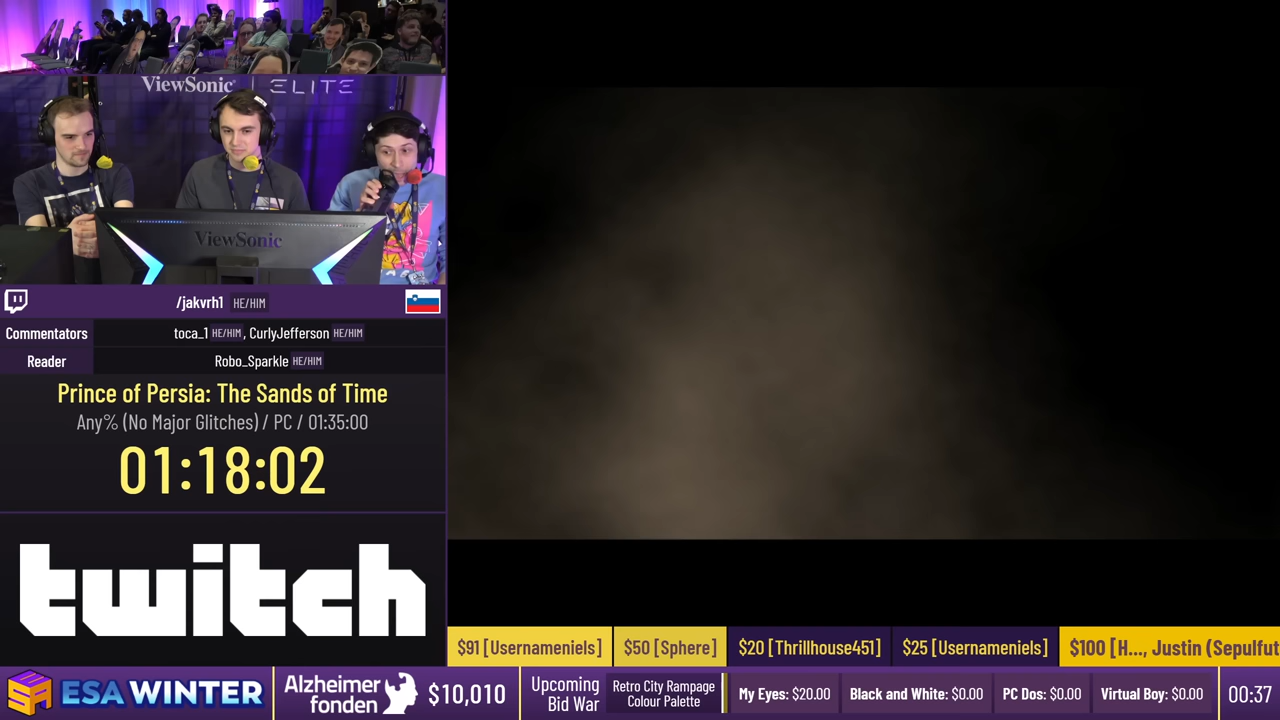 ViewSonic | ELITE
ViewSonic
/jakvrh1 HE/HIM
Commentators toca_1 HE/HIM, CurlyJefferson HE/HIM
Reader Robo_Sparkle HE/HIM
Prince of Persia: The Sands of Time
Any% (No Major Glitches) / PC / 01:35:00
01:18:02
twitch
$91 [Usernameniels] $50 [Sphere] $20 [Thrillhouse451] $25 [Usernameniels] $100 [H..., Justin (Sepulfut
ESA WINTER
Alzheimer
fonden
$10,010
Upcoming
Bid War
Retro City Rampage
Colour Palette
My Eyes: $20.00 Black and White: $0.00 PC Dos: $0.00 Virtual Boy: $0.00
00:37